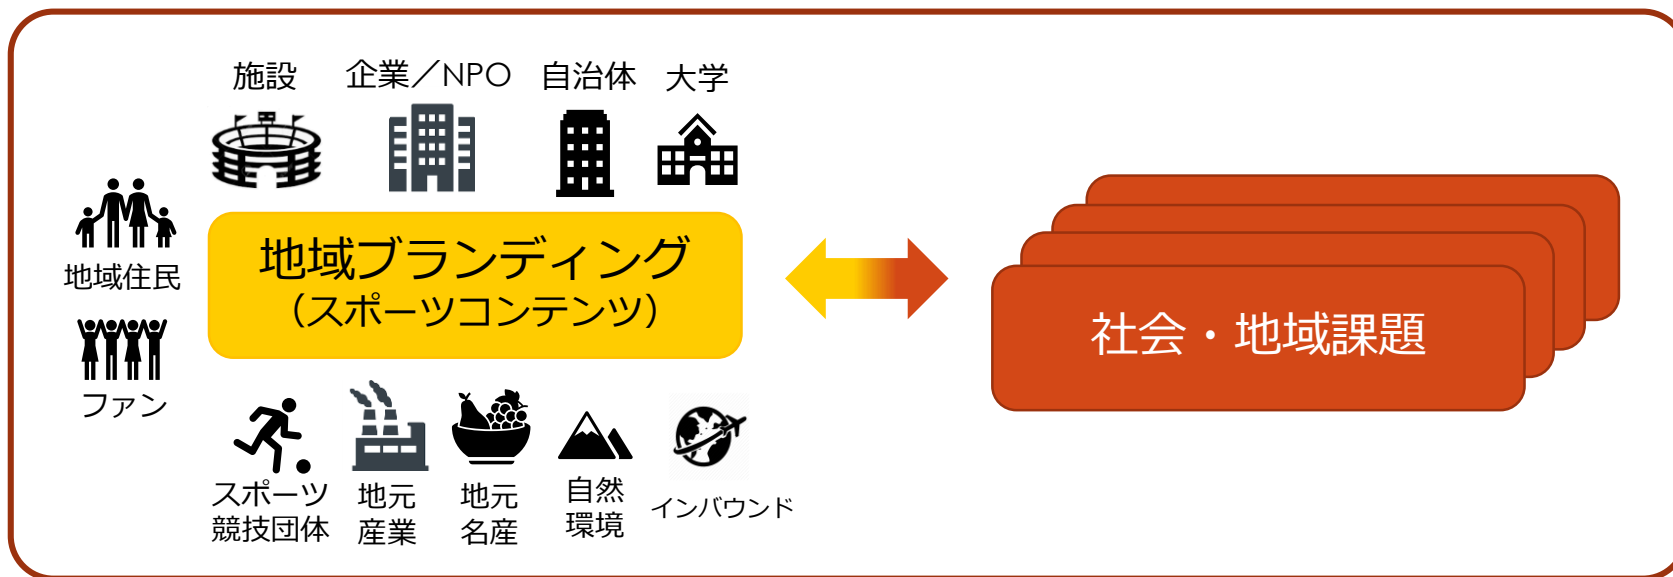 施設
企業／NPO
自治体
大学
地域住民
ファン
地域ブランディング
（スポーツコンテンツ）
社会・地域課題
スポーツ
競技団体
地元
産業
地元
名産
自然
環境
インバウンド